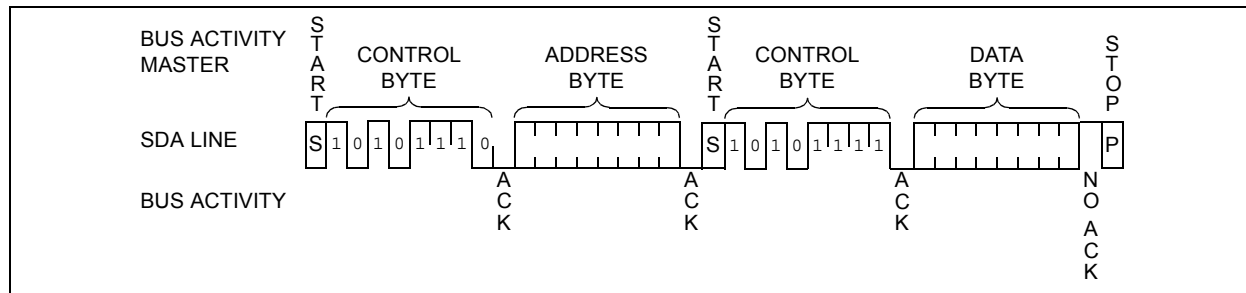 BUS ACTIVITY
MASTER
START
CONTROL
BYTE
ADDRESS
BYTE
START
CONTROL
BYTE
DATA
BYTE
STOP
SDA LINE
S 1 0 1 0 1 1 1 0
S 1 0 1 0 1 1 1 1
P
BUS ACTIVITY
ACK
ACK
ACK
NO ACK